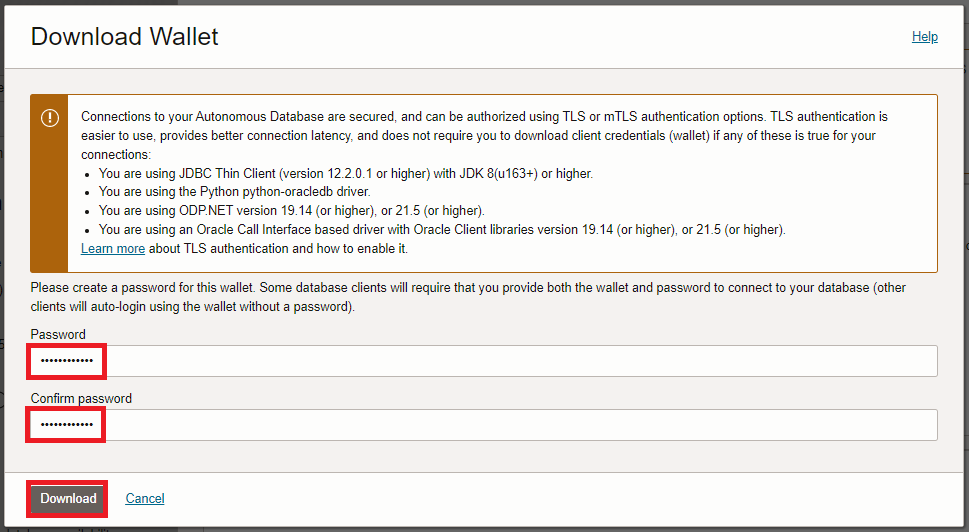 Download Wallet
Help
Connections to your Autonomous Database are secured, and can be authorized using TLS or mTLS authentication options. TLS authentication is
easier to use, provides better connection latency, and does not require you to download client credentials (wallet) if any of these is true for your
connections:
• You are using JDBC Thin Client (version 12.2.0.1 or higher) with JDK 8(u163+) or higher.
• You are using the Python python-oracledb driver.
• You are using ODP.NET version 19.14 (or higher), or 21.5 (or higher).
• You are using an Oracle Call Interface based driver with Oracle Client libraries version 19.14 (or higher), or 21.5 (or higher).
Learn more about TLS authentication and how to enable it.
Please create a password for this wallet. Some database clients will require that you provide both the wallet and password to connect to your database (other
clients will auto-login using the wallet without a password).
Password
••••••••••••
Confirm password
••••••••••••
Download
Cancel